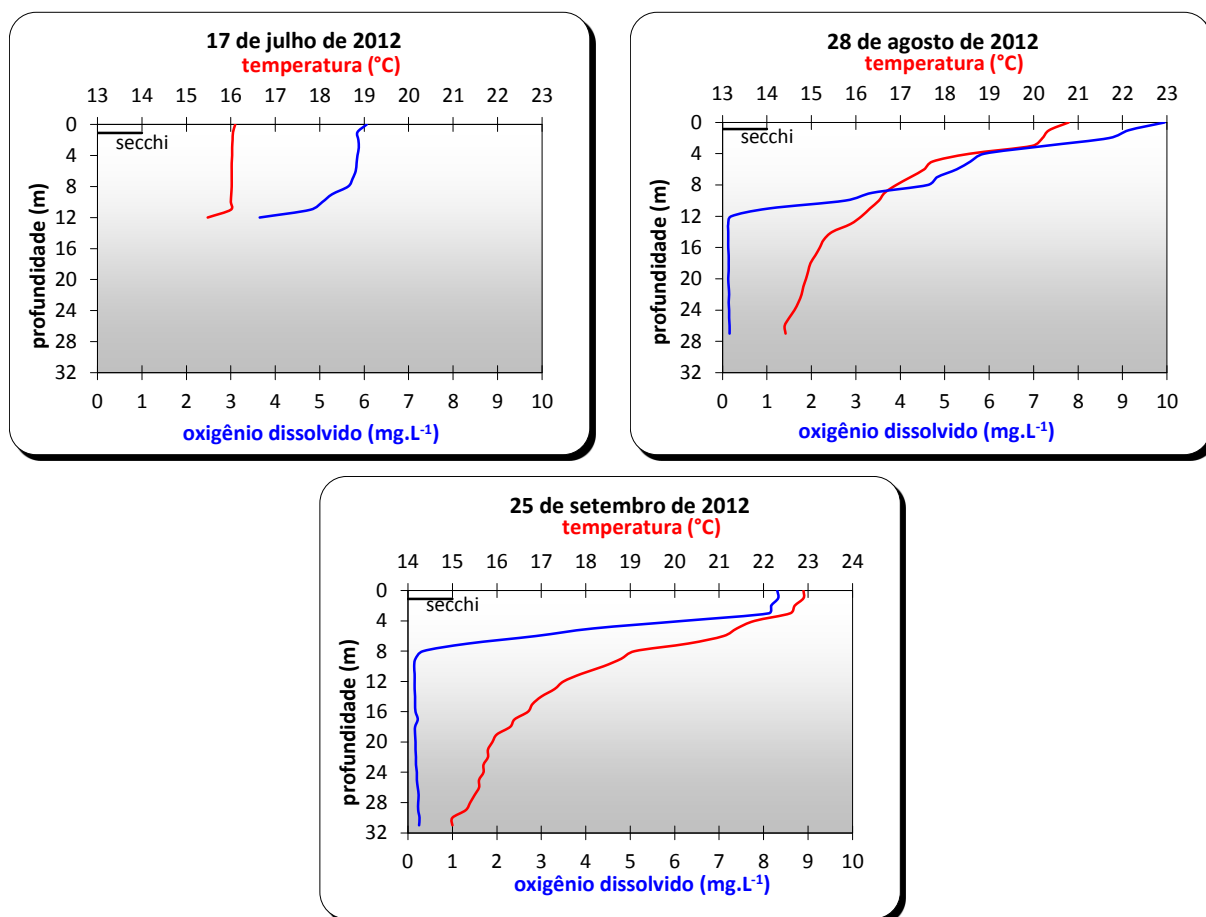 17 de julho de 2012
temperatura (°C)
13 14 15 16 17 18 19 20 21 22 23
0
secchi
4
8
12
16
20
24
28
32
profundidade (m)
0 1 2 3 4 5 6 7 8 9 10
oxigênio dissolvido (mg.L-1)
28 de agosto de 2012
temperatura (°C)
13 14 15 16 17 18 19 20 21 22 23
0
secchi
4
8
12
16
20
24
28
32
profundidade (m)
0 1 2 3 4 5 6 7 8 9 10
oxigênio dissolvido (mg.L-1)
25 de setembro de 2012
temperatura (°C)
14 15 16 17 18 19 20 21 22 23 24
0
secchi
4
8
12
16
20
24
28
32
profundidade (m)
0 1 2 3 4 5 6 7 8 9 10
oxigênio dissolvido (mg.L-1)